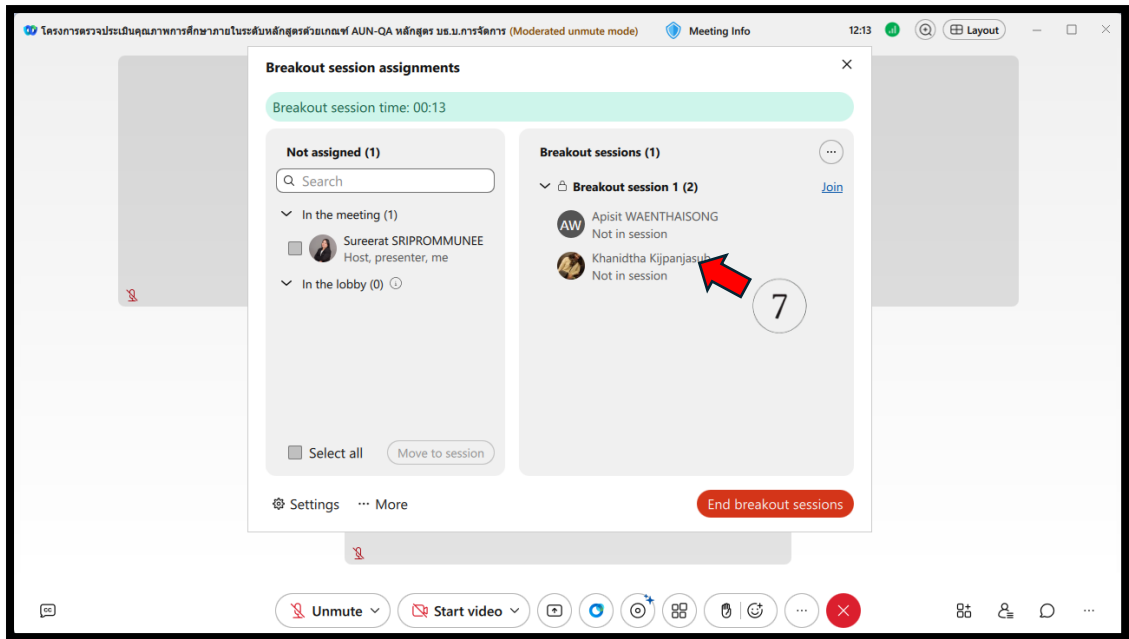 โครงการตรวจประเมินคุณภาพการศึกษาภายในระดับหลักสูตรด้วยเกณฑ์ AUN-QA หลักสูตร บธ.บ.การจัดการ (Moderated unmute mode) Meeting Info 12:13 Layout
Breakout session assignments
Breakout session time: 00:13
Not assigned (1)
Search
In the meeting (1)
Sureerat SRIPROMMUNEE
Host, presenter, me
In the lobby (0)
Select all Move to session
Breakout sessions (1)
Breakout session 1 (2) Join
AW Apisit WAENTHAISONG
Not in session
Khanidtha Kijpanjasub
Not in session
7
Settings More End breakout sessions
CC Unmute Start video